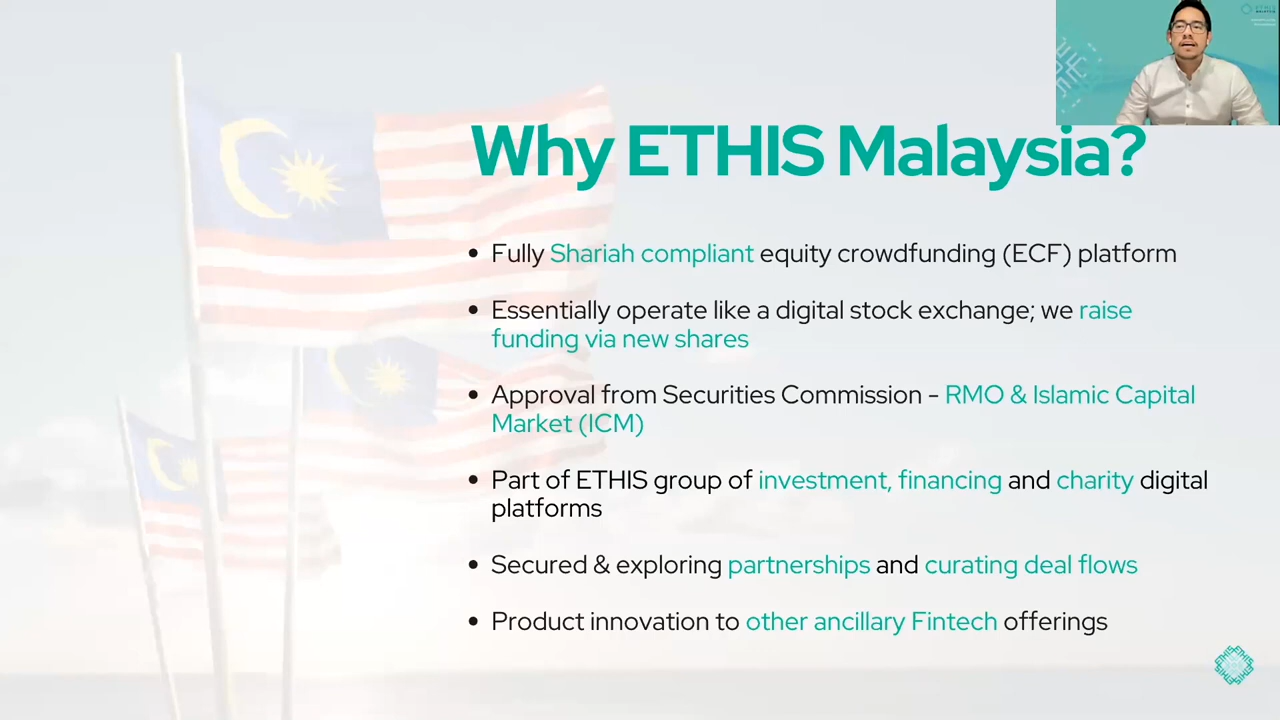 Why ETHIS Malaysia?
• Fully Shariah compliant equity crowdfunding (ECF) platform
• Essentially operate like a digital stock exchange; we raise
funding via new shares
• Approval from Securities Commission - RMO & Islamic Capital
Market (ICM)
• Part of ETHIS group of investment, financing and charity digital
platforms
• Secured & exploring partnerships and curating deal flows
• Product innovation to other ancillary Fintech offerings